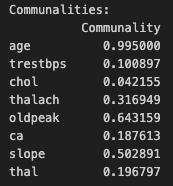 Communalities:
Communality
age 0.995000
trestbps 0.100897
chol 0.042155
thalach 0.316949
oldpeak 0.643159
ca 0.187613
slope 0.502891
thal 0.196797